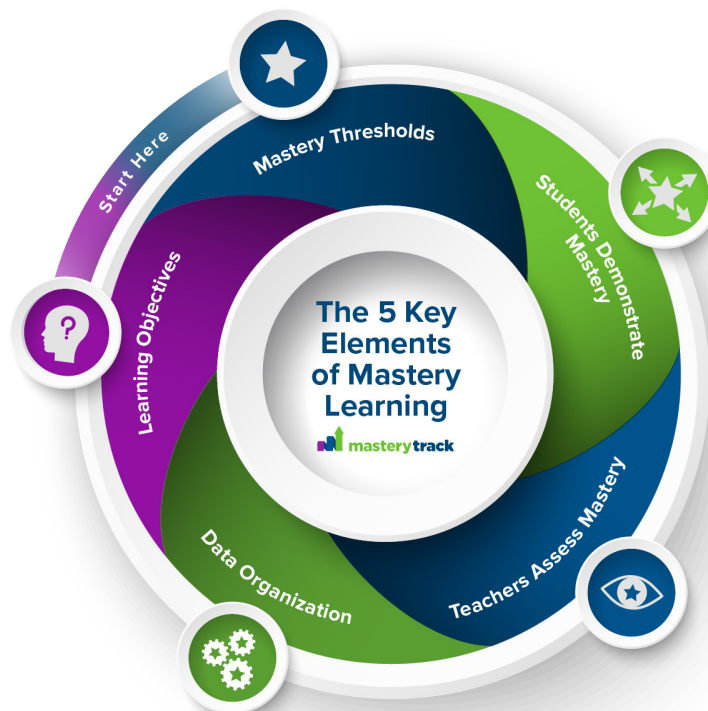 Start Here
Mastery Thresholds
Students Demonstrate
Mastery
Learning Objectives
The 5 Key
Elements
of Mastery
Learning
masterytrack
Teachers Assess Mastery
Data Organization
?